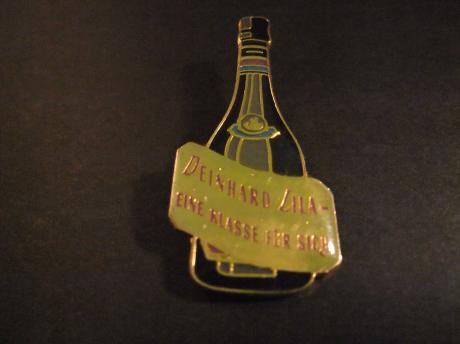 DEINHARD LILA -
EINE KLASSE FÜR SICH